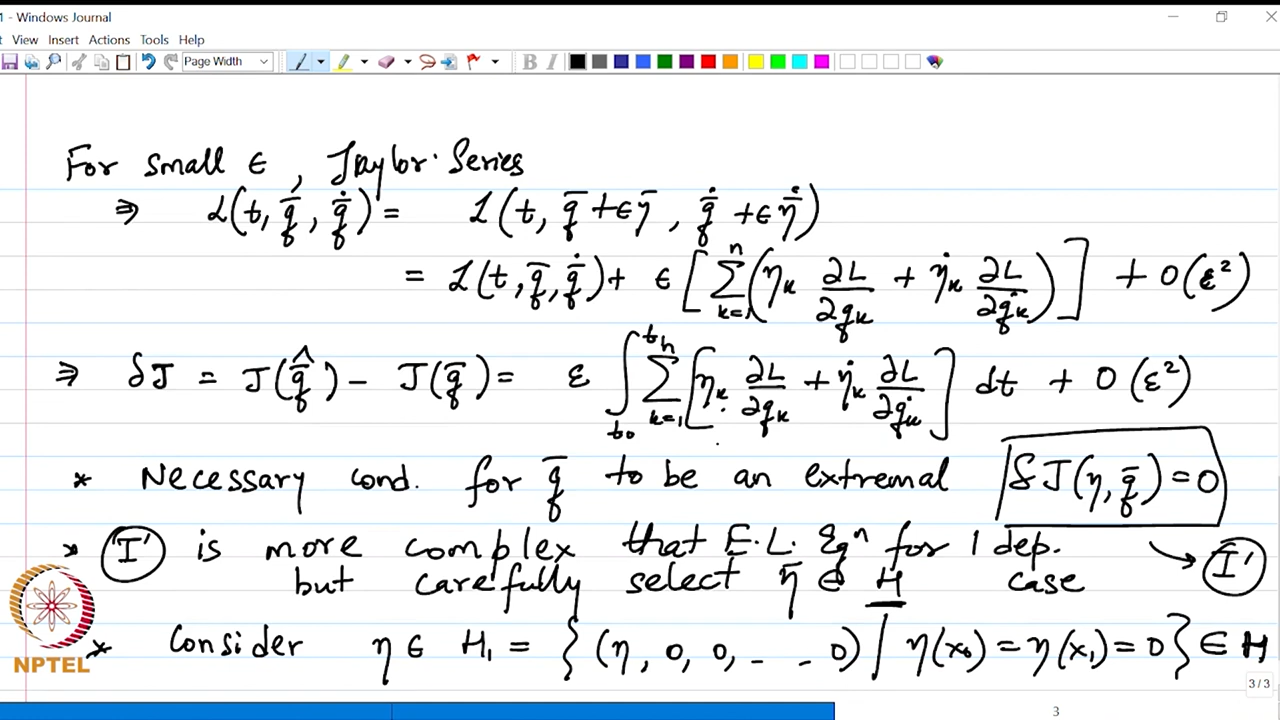 1 - Windows Journal
t View Insert Actions Tools Help
Page Width
B I
For small ϵ, Taylor Series
⇒ L(t, q̄, q̄̇) = L(t, q̄ + ϵη̄, q̄̇ + ϵη̄̇)
= L(t, q̄, q̄̇) + ϵ [∑_{k=1}^{n} (η_k ∂L/∂q_k + η̇_k ∂L/∂q̇_k)] + O(ε²)
⇒ δJ = J(q̄̂) - J(q̄) = ε ∫_{t₀}^{t₁} ∑_{k=1}^{n} [η_k ∂L/∂q_k + η̇_k ∂L/∂q̇_k] dt + O(ε²)
* Necessary cond. for q̄ to be an extremal δJ(η, q̄) = 0
* I' is more complex that E.L. Eqⁿ for 1 dep. → I'
but carefully select η̄ ∈ H case
* Consider η ∈ H₁ = {(η, 0, 0, - - , 0) | η(x₀) = η(x₁) = 0} ∈ H
NPTEL
3/3
3